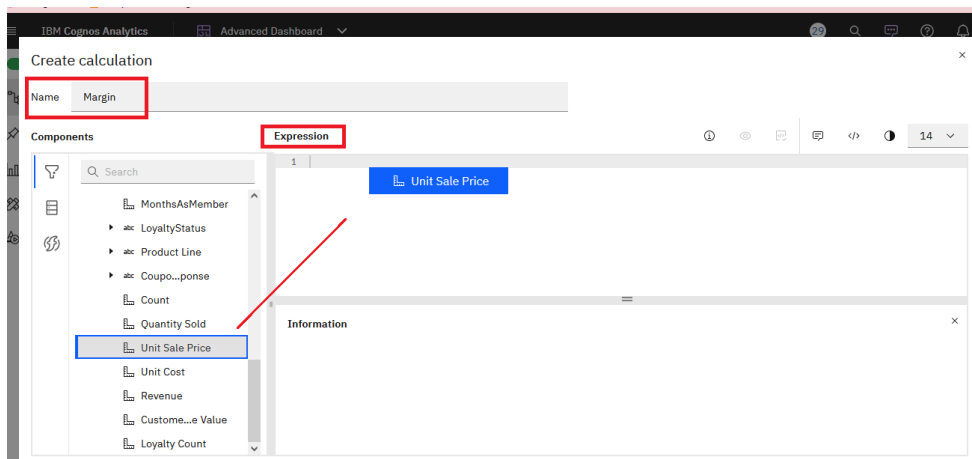 IBM Cognos Analytics
Advanced Dashboard
29
Create calculation
Name
Margin
Components
Expression
14
Search
1
Unit Sale Price
MonthsAsMember
abc LoyaltyStatus
abc Product Line
abc Coupo...ponse
Count
Quantity Sold
Unit Sale Price
Unit Cost
Revenue
Custome...e Value
Loyalty Count
Information